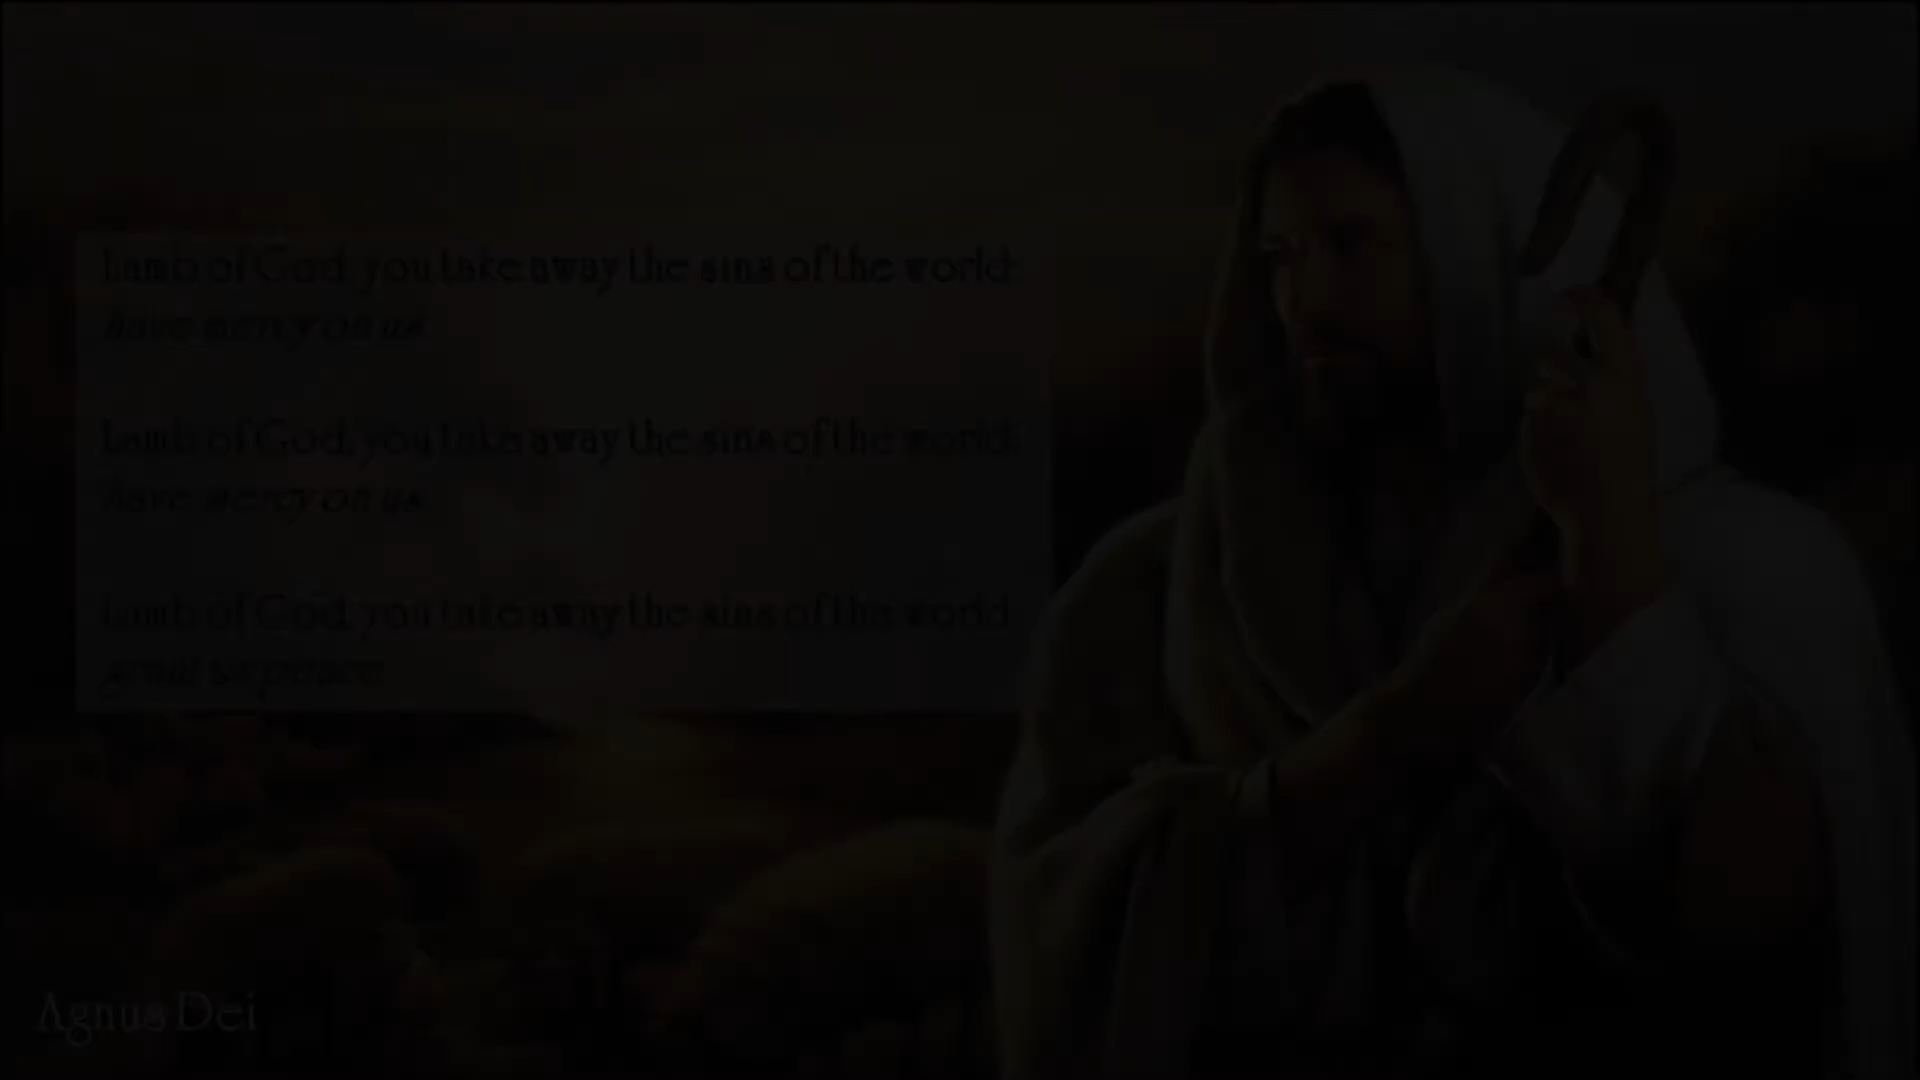 Lamb of God, you take away the sins of the world:
have mercy on us.
Lamb of God, you take away the sins of the world:
have mercy on us.
Lamb of God, you take away the sins of the world
grant us peace.
Agnus Dei